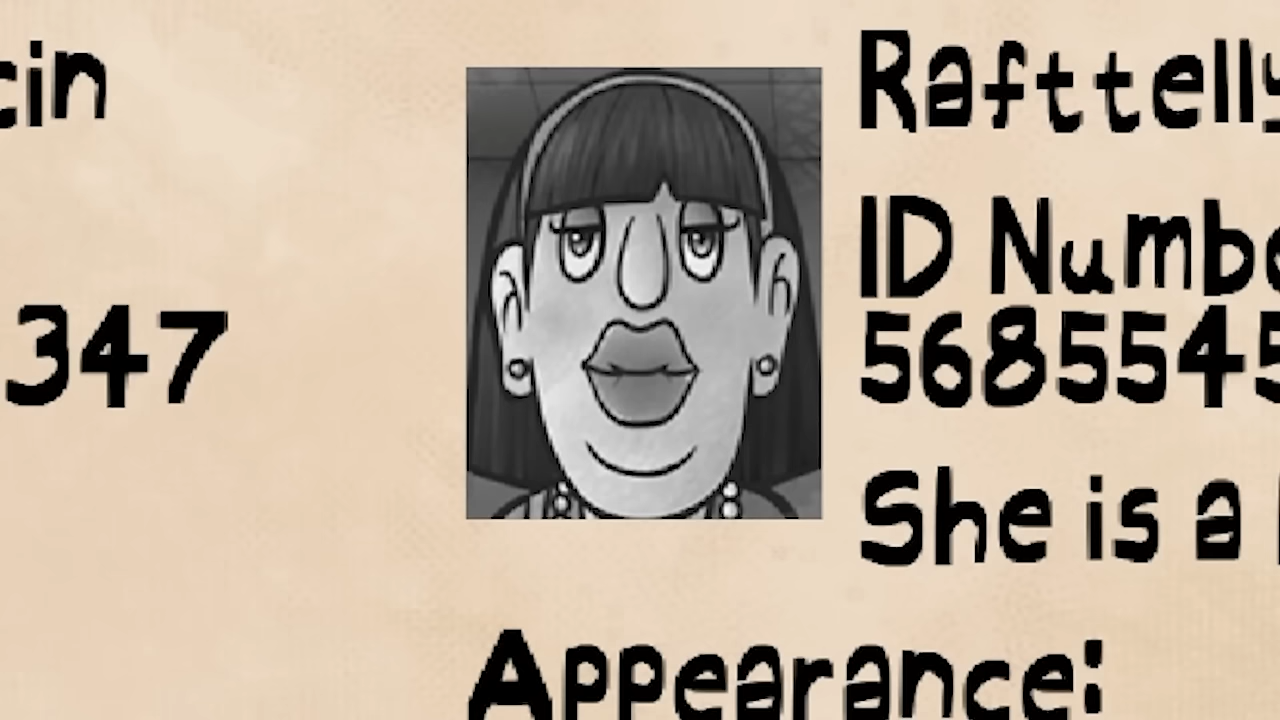 cin
347
Rafttelly
ID Numbe
5685545
She is a
Appearance: